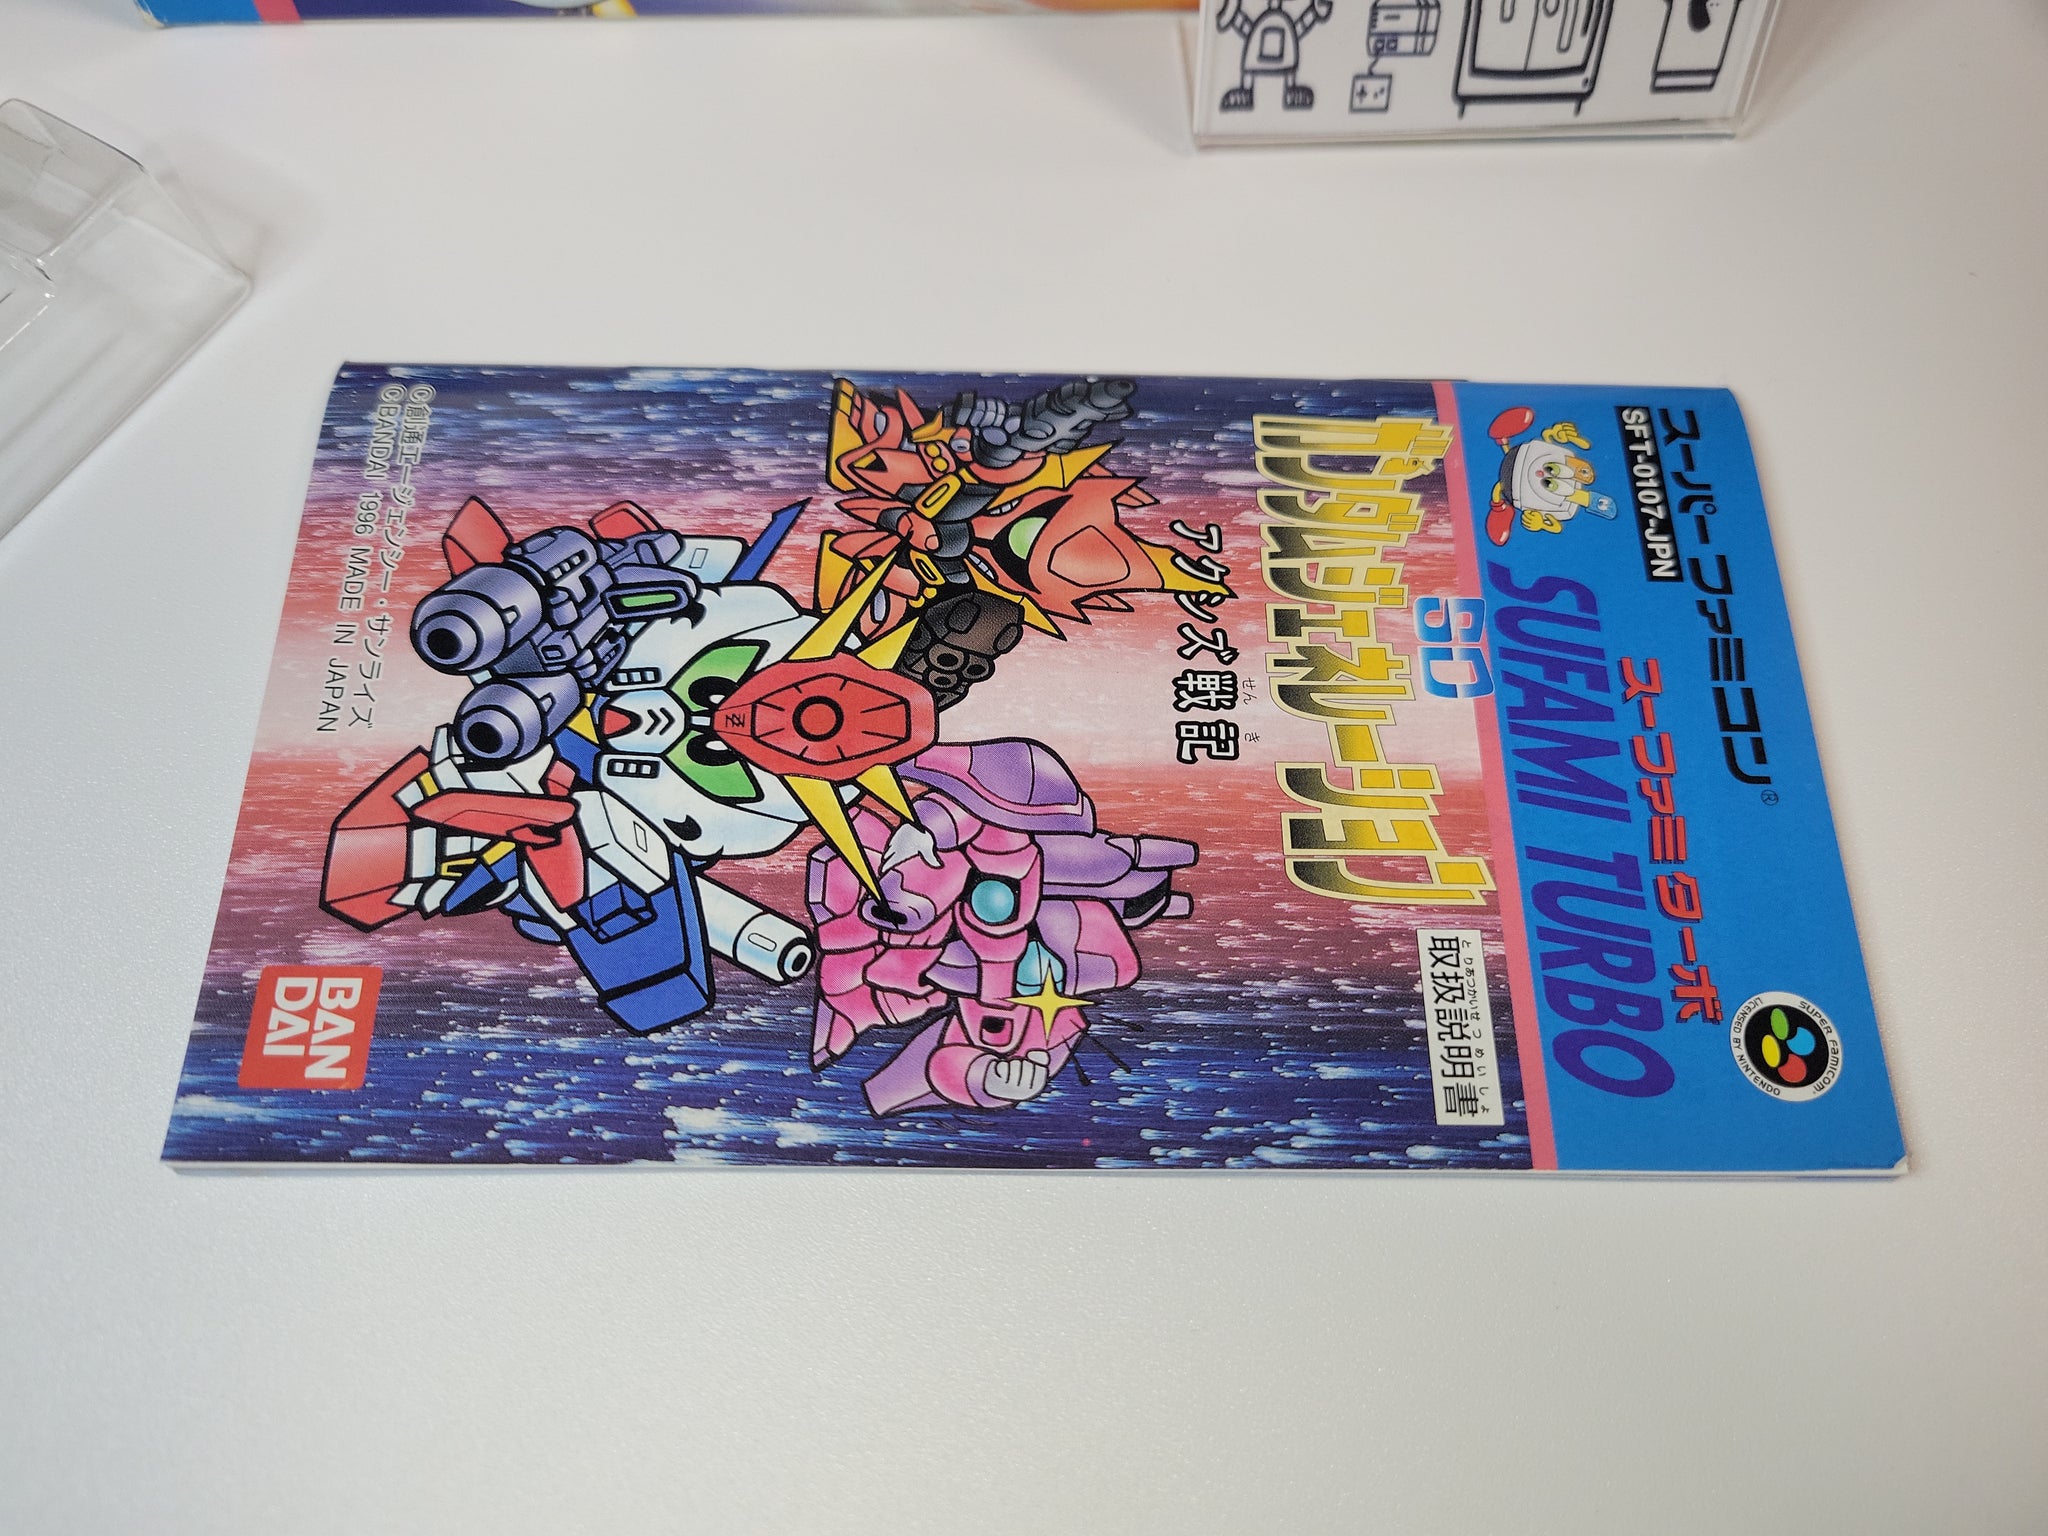 スーパーファミコン®
スーファミターボ
SFT-0107-JPN
SUFAMI TURBO
SUPER FAMICOM
LICENSED BY NINTENDO
とりあつかいせつめいしょ
取扱説明書
SD
ガンダムジェネレーション
せんき
アクシズ戦記
Zz
©創通エージェンシー・サンライズ
©BANDAI 1996 MADE IN JAPAN
BAN
DAI